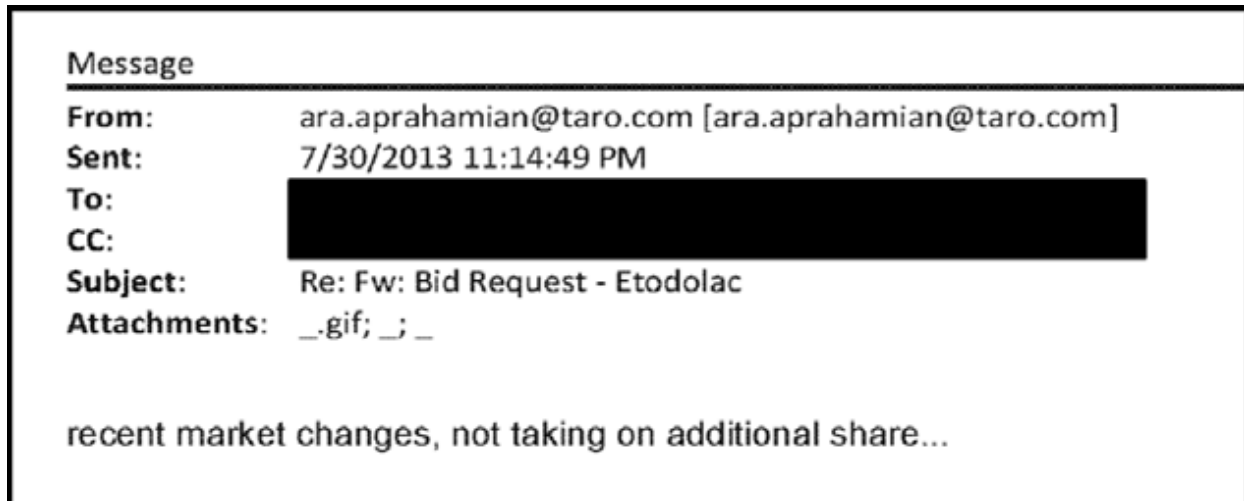 Message
From: ara.aprahamian@taro.com [ara.aprahamian@taro.com]
Sent: 7/30/2013 11:14:49 PM
To:
CC:
Subject: Re: Fw: Bid Request - Etodolac
Attachments: _.gif; _; _
recent market changes, not taking on additional share...